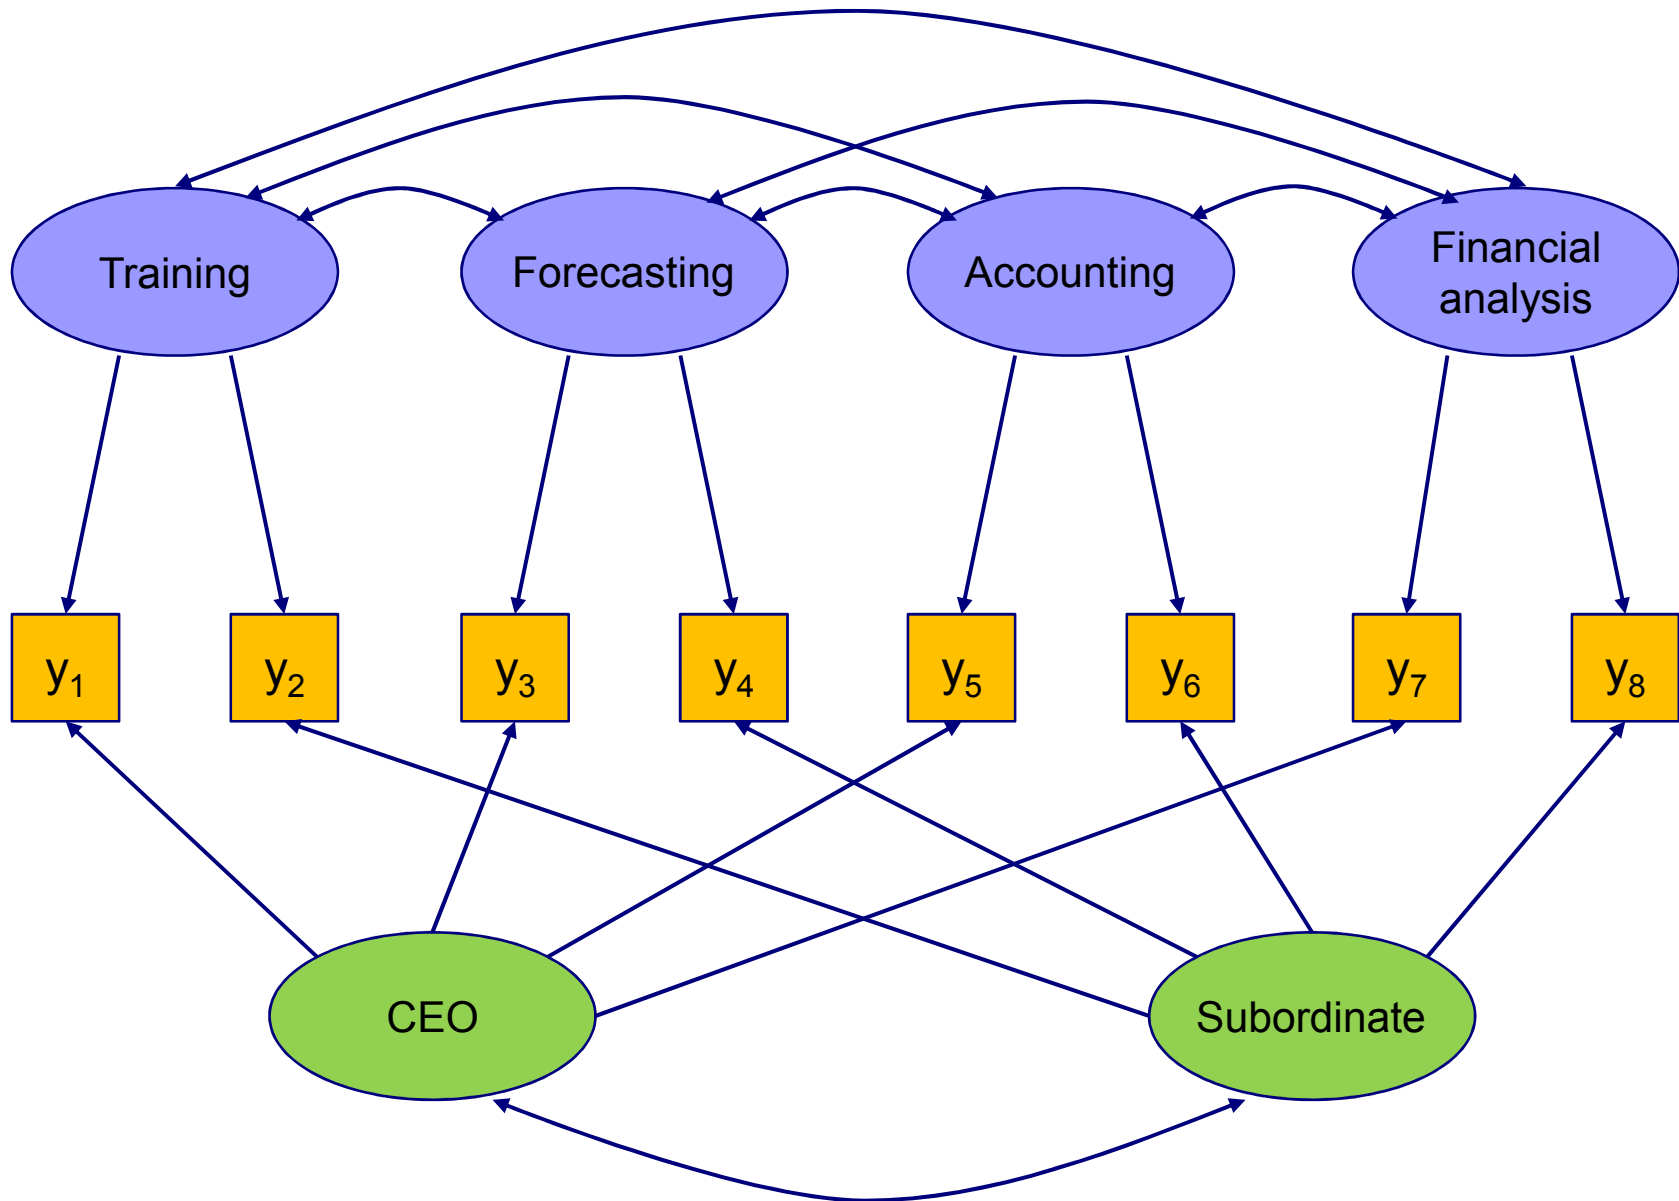 Training
Forecasting
Accounting
Financial
analysis
y₁
y₂
y₃
y₄
y₅
y₆
y₇
y₈
CEO
Subordinate